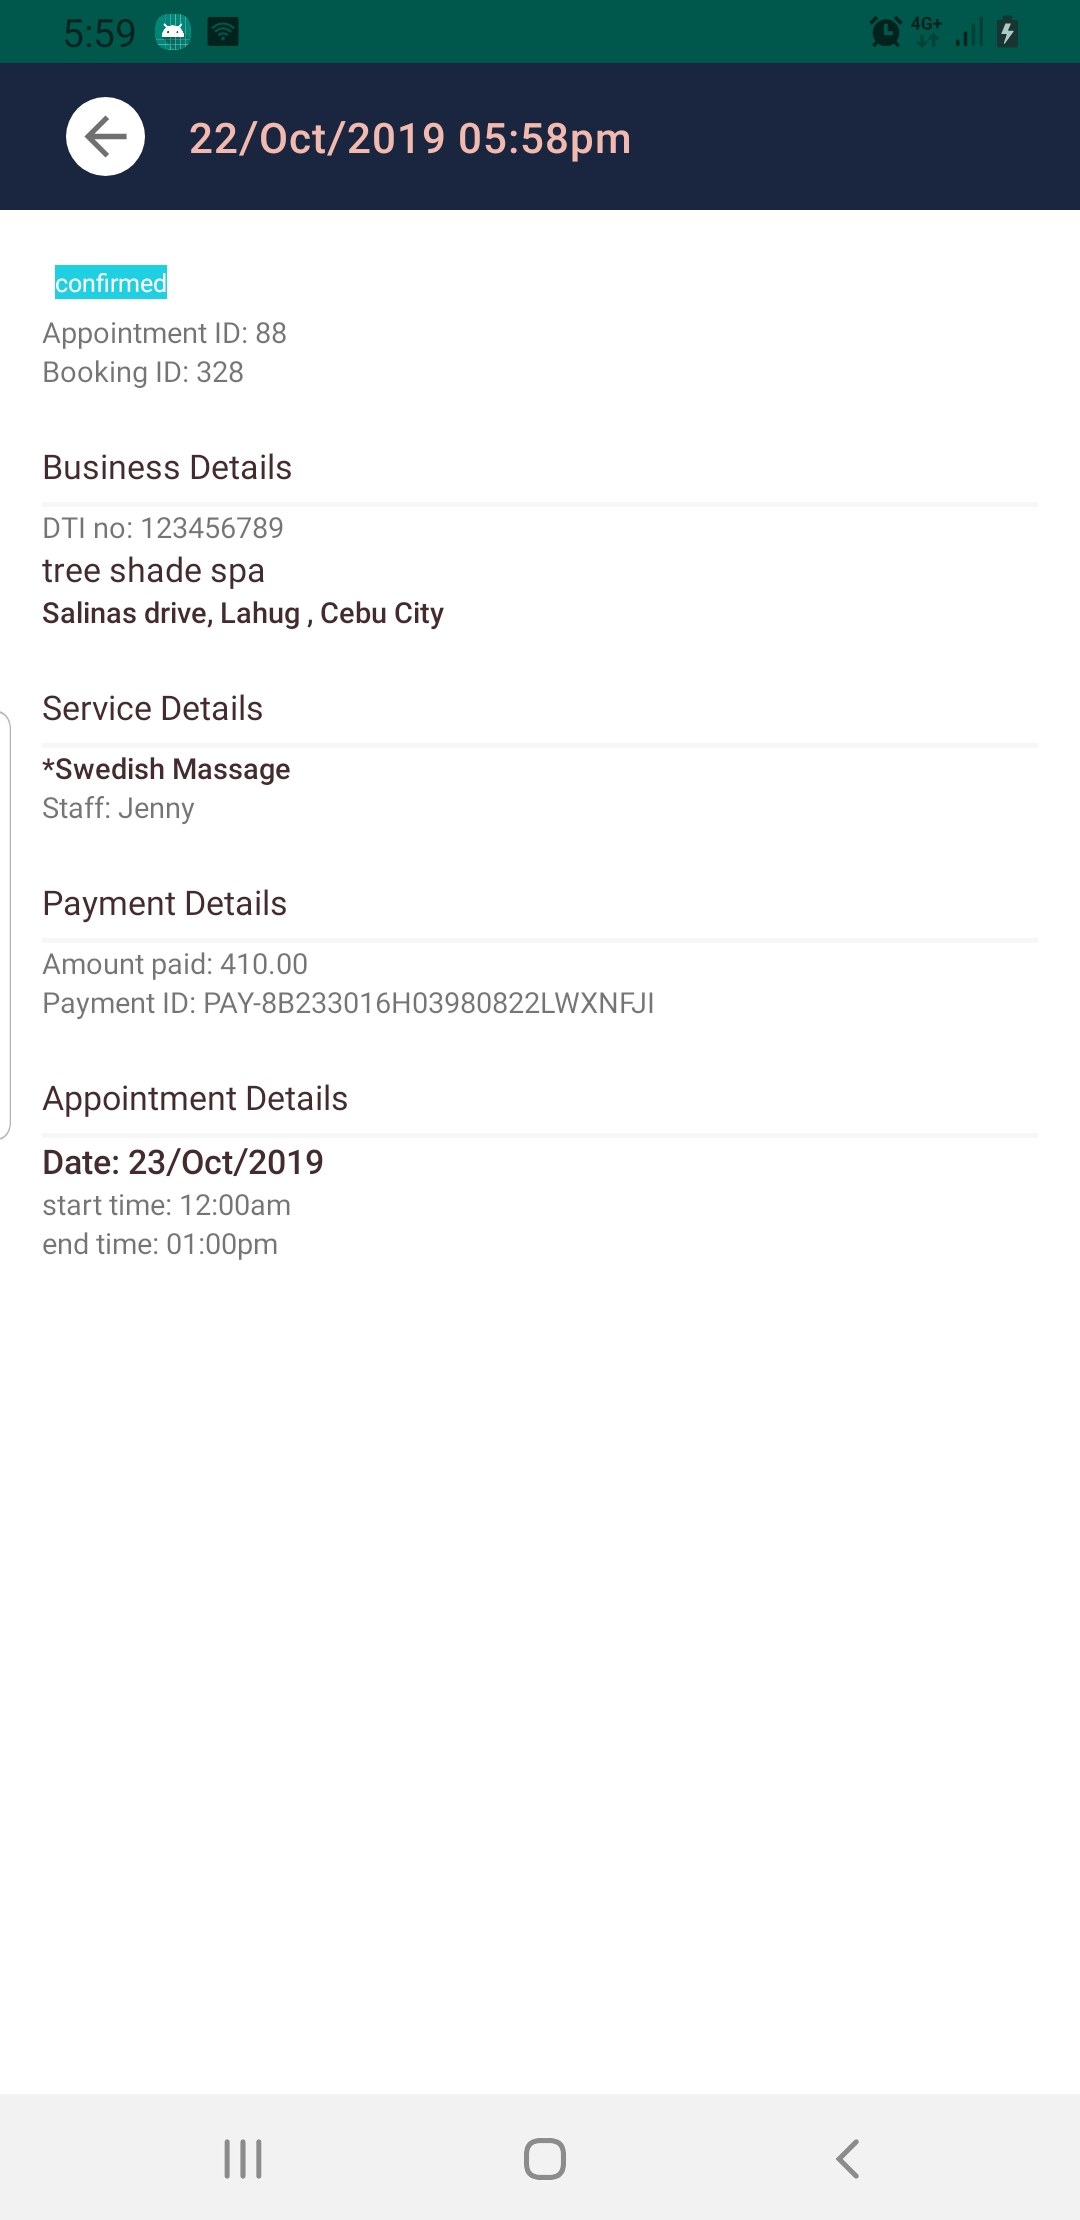 5:59
4G+
22/Oct/2019 05:58pm
confirmed
Appointment ID: 88
Booking ID: 328
Business Details
DTI no: 123456789
tree shade spa
Salinas drive, Lahug , Cebu City
Service Details
*Swedish Massage
Staff: Jenny
Payment Details
Amount paid: 410.00
Payment ID: PAY-8B233016H03980822LWXNFJI
Appointment Details
Date: 23/Oct/2019
start time: 12:00am
end time: 01:00pm